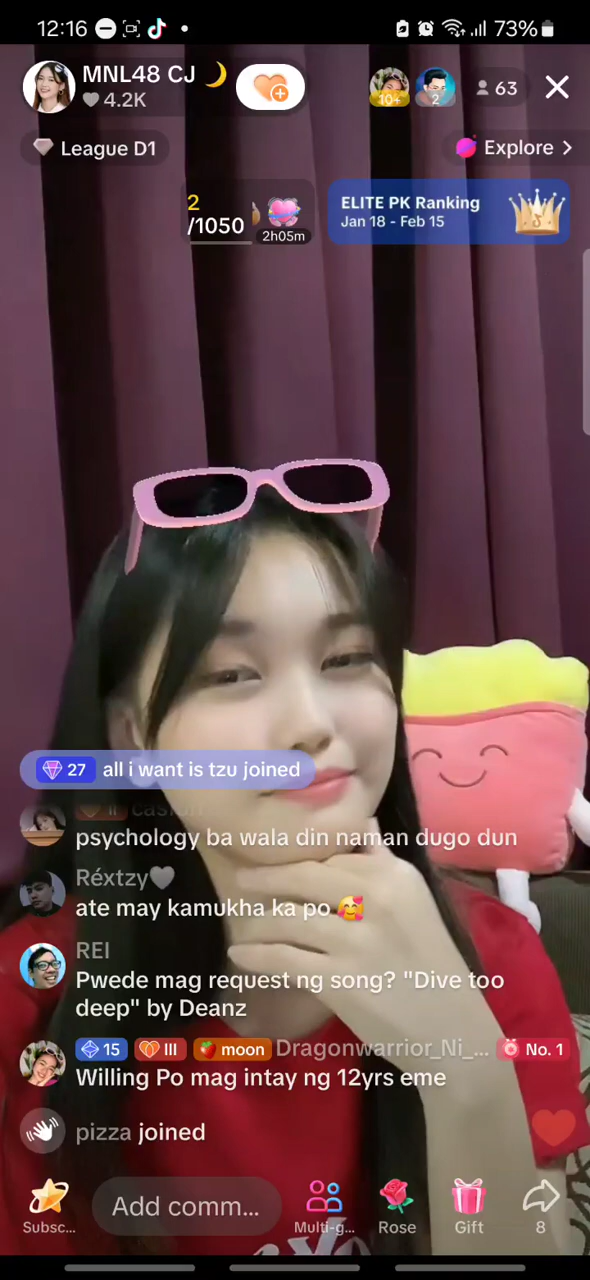 12:16
73%
MNL48 CJ 🌙
4.2K
10+
2
63
League D1
Explore >
2
/1050
2h05m
ELITE PK Ranking
Jan 18 - Feb 15
27 all i want is tzu joined
II casion
psychology ba wala din naman dugo dun
Réxtzy🤍
ate may kamukha ka po 🥰
REI
Pwede mag request ng song? "Dive too
deep" by Deanz
15 III moon Dragonwarrior_Ni_... No. 1
Willing Po mag intay ng 12yrs eme
pizza joined
Subsc...
Add comm...
Multi-g...
Rose
Gift
8